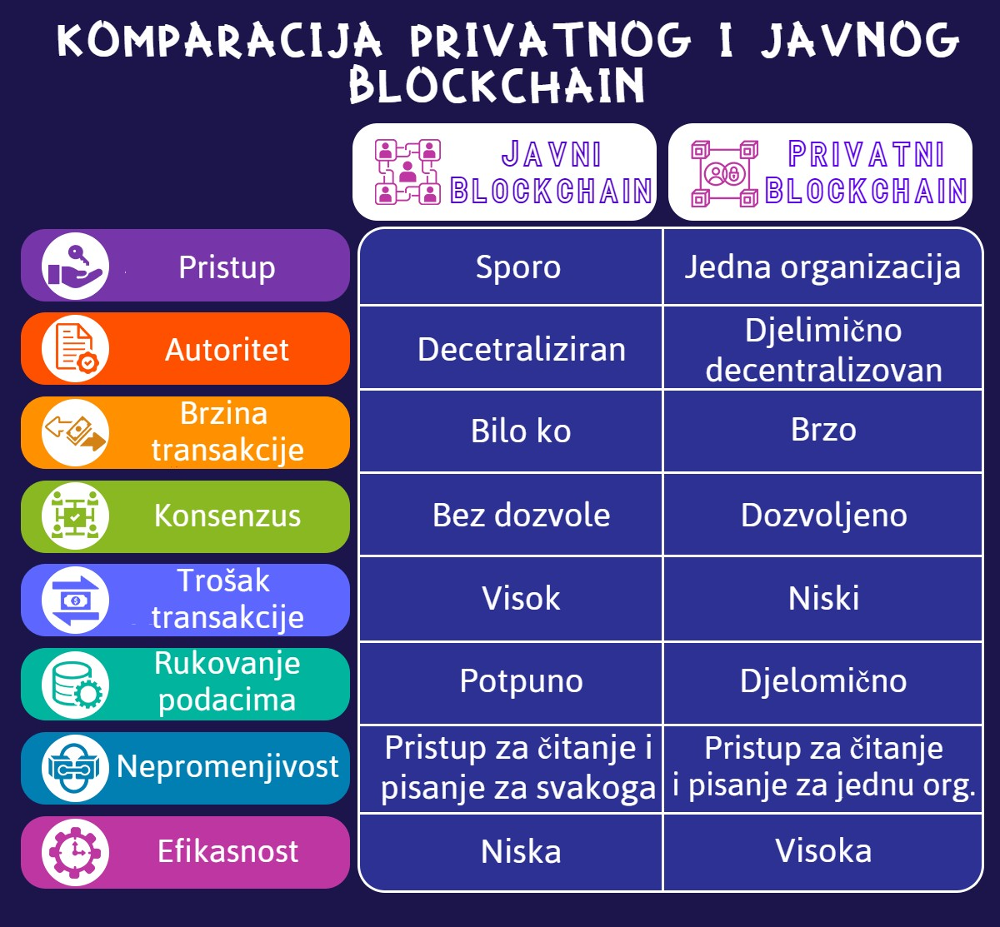 KOMPARACIJA PRIVATNOG I JAVNOG
BLOCKCHAIN
JAVNI
BLOCKCHAIN
PRIVATNI
BLOCKCHAIN
Pristup
Sporo
Jedna organizacija
Autoritet
Decetraliziran
Djelimično
decentralizovan
Brzina
transakcije
Bilo ko
Brzo
Konsenzus
Bez dozvole
Dozvoljeno
Trošak
transakcije
Visok
Niski
Rukovanje
podacima
Potpuno
Djelomično
Nepromenjivost
Pristup za čitanje i
pisanje za svakoga
Pristup za čitanje
i pisanje za jednu org.
Efikasnost
Niska
Visoka